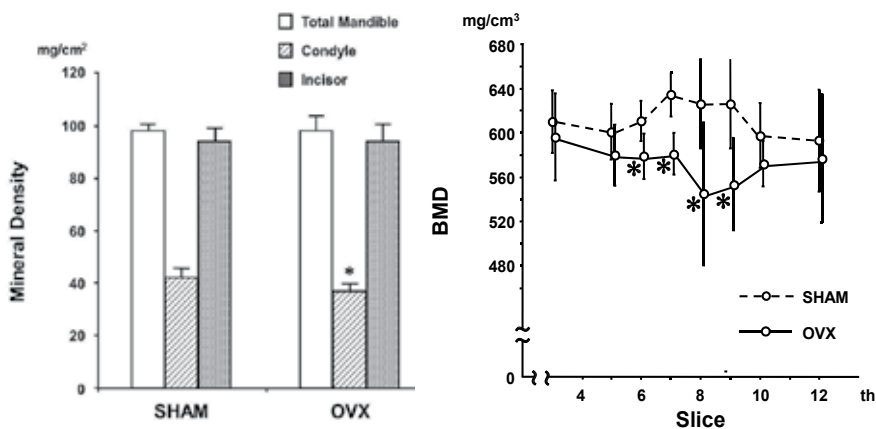 Total Mandible
mg/cm²
Condyle
Incisor
120
100
80
60
40
20
0
Mineral Density
*
SHAM
OVX
mg/cm³
680
640
600
560
520
480
0
BMD
* * * *
SHAM
OVX
4 6 8 10 12 th
Slice